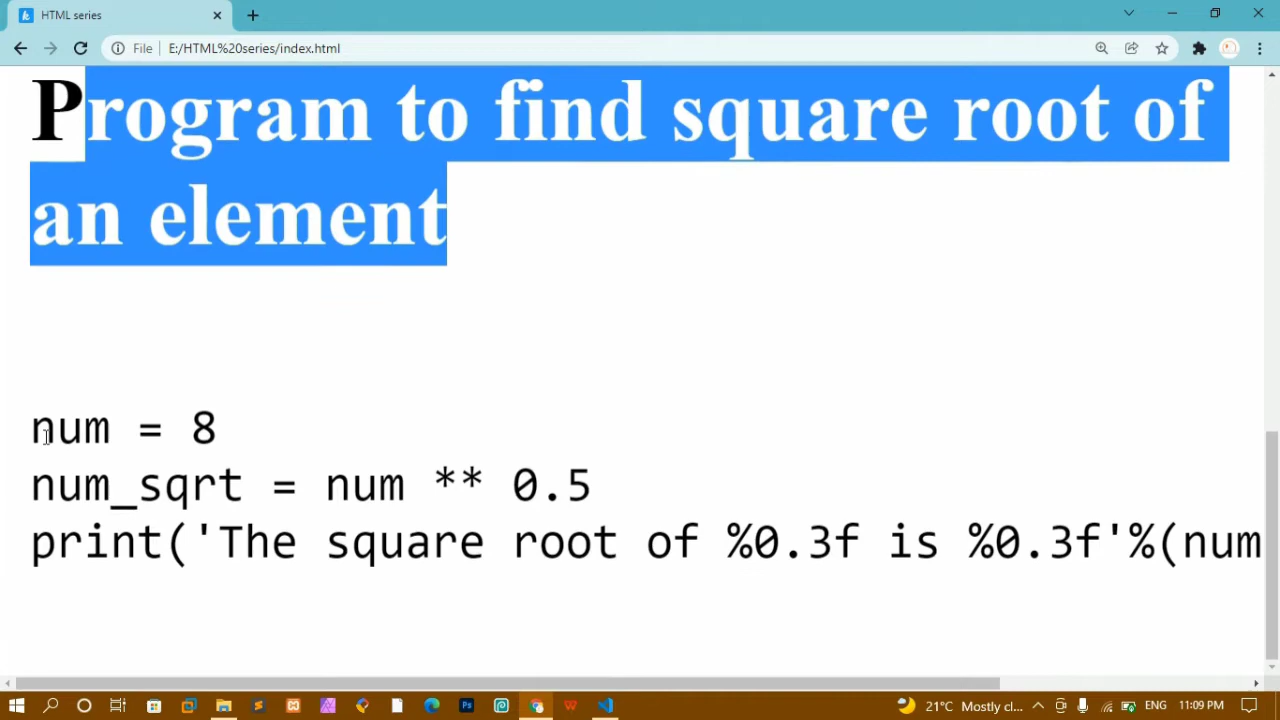 HTML series
File
E:/HTML%20series/index.html
Program to find square root of
an element
num = 8
num_sqrt = num ** 0.5
print('The square root of %0.3f is %0.3f'%(num
21°C Mostly cl...
ENG
11:09 PM